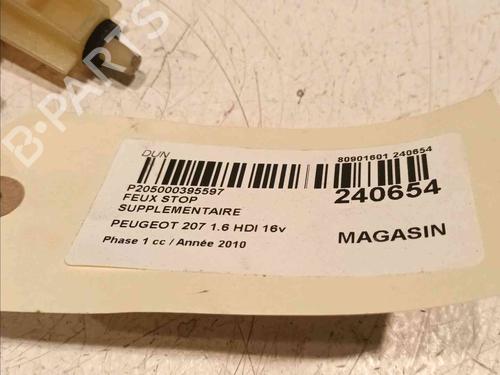 B-PARTS
DUN
80901601 240654
P205000395597
240654
FEUX STOP
SUPPLEMENTAIRE
PEUGEOT 207 1.6 HDI 16v
MAGASIN
Phase 1 cc / Année 2010